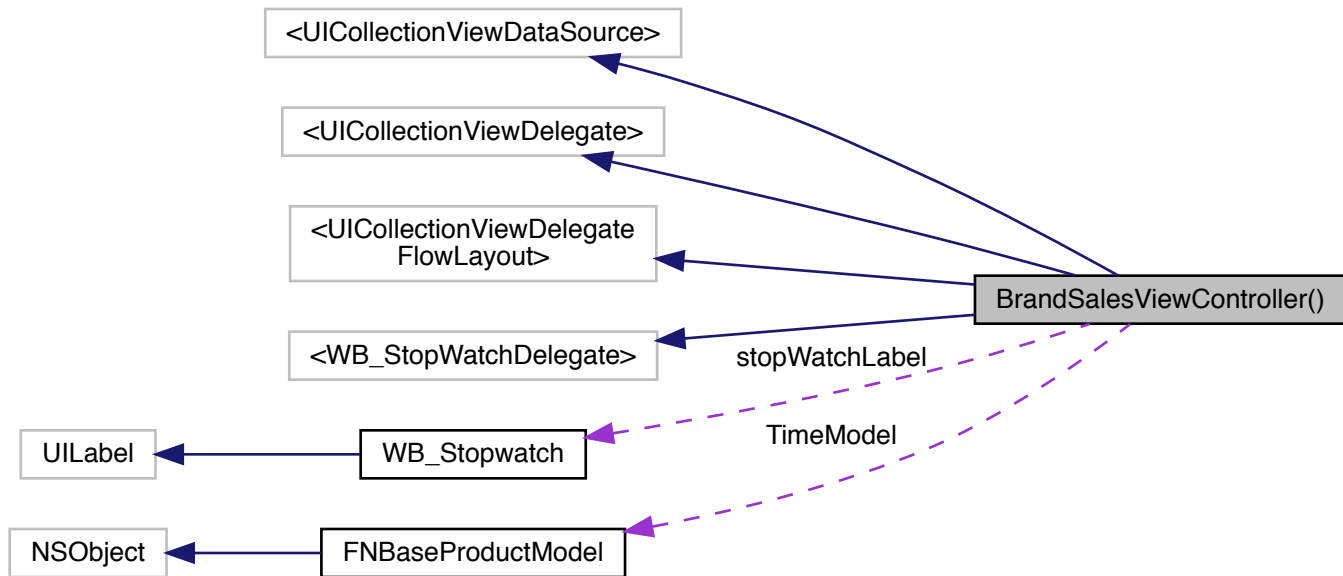 <UICollectionViewDataSource>
<UICollectionViewDelegate>
<UICollectionViewDelegate
FlowLayout>
BrandSalesViewController()
<WB_StopWatchDelegate>
stopWatchLabel
TimeModel
UILabel
WB_Stopwatch
NSObject
FNBaseProductModel